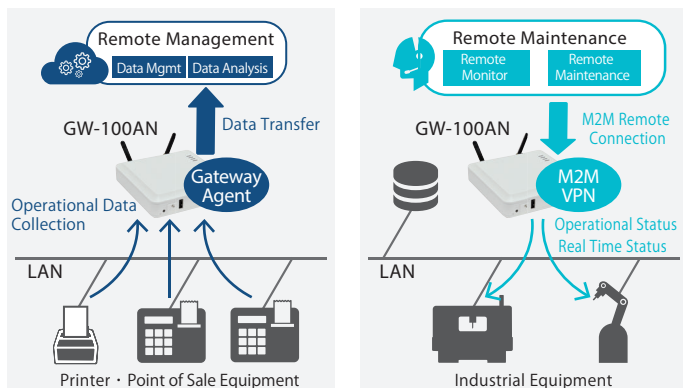 Remote Management
Data Mgmt
Data Analysis
GW-100AN
Data Transfer
Gateway
Agent
Operational Data
Collection
LAN
Printer・Point of Sale Equipment
Remote Maintenance
Remote
Monitor
Remote
Maintenance
GW-100AN
M2M Remote
Connection
M2M
VPN
Operational Status
Real Time Status
LAN
Industrial Equipment